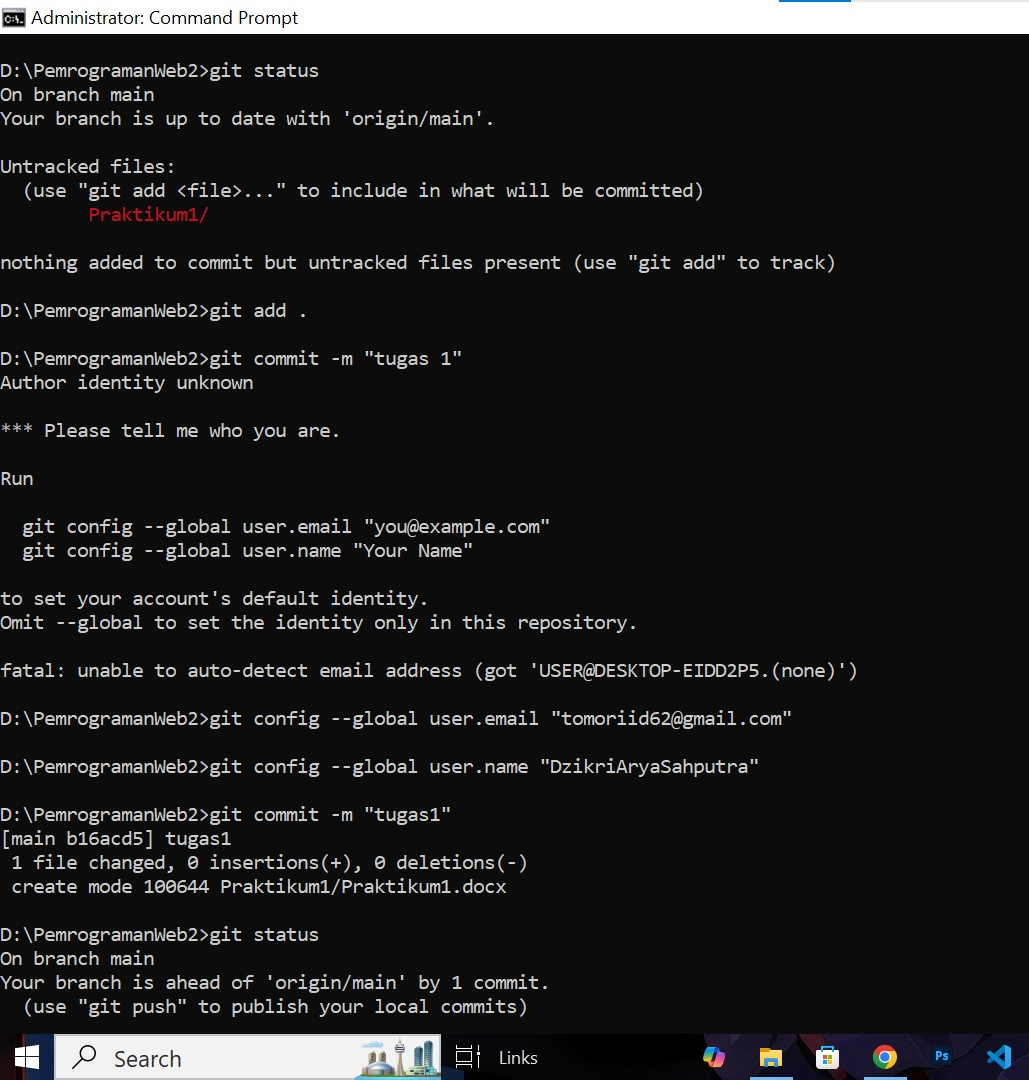 Administrator: Command Prompt
D:\PemrogramanWeb2>git status
On branch main
Your branch is up to date with 'origin/main'.
Untracked files:
  (use "git add <file>..." to include in what will be committed)
        Praktikum1/
nothing added to commit but untracked files present (use "git add" to track)
D:\PemrogramanWeb2>git add .
D:\PemrogramanWeb2>git commit -m "tugas 1"
Author identity unknown
*** Please tell me who you are.
Run
  git config --global user.email "you@example.com"
  git config --global user.name "Your Name"
to set your account's default identity.
Omit --global to set the identity only in this repository.
fatal: unable to auto-detect email address (got 'USER@DESKTOP-EIDD2P5.(none)')
D:\PemrogramanWeb2>git config --global user.email "tomoriid62@gmail.com"
D:\PemrogramanWeb2>git config --global user.name "DzikriAryaSahputra"
D:\PemrogramanWeb2>git commit -m "tugas1"
[main b16acd5] tugas1
 1 file changed, 0 insertions(+), 0 deletions(-)
 create mode 100644 Praktikum1/Praktikum1.docx
D:\PemrogramanWeb2>git status
On branch main
Your branch is ahead of 'origin/main' by 1 commit.
  (use "git push" to publish your local commits)
Search
Links
Ps